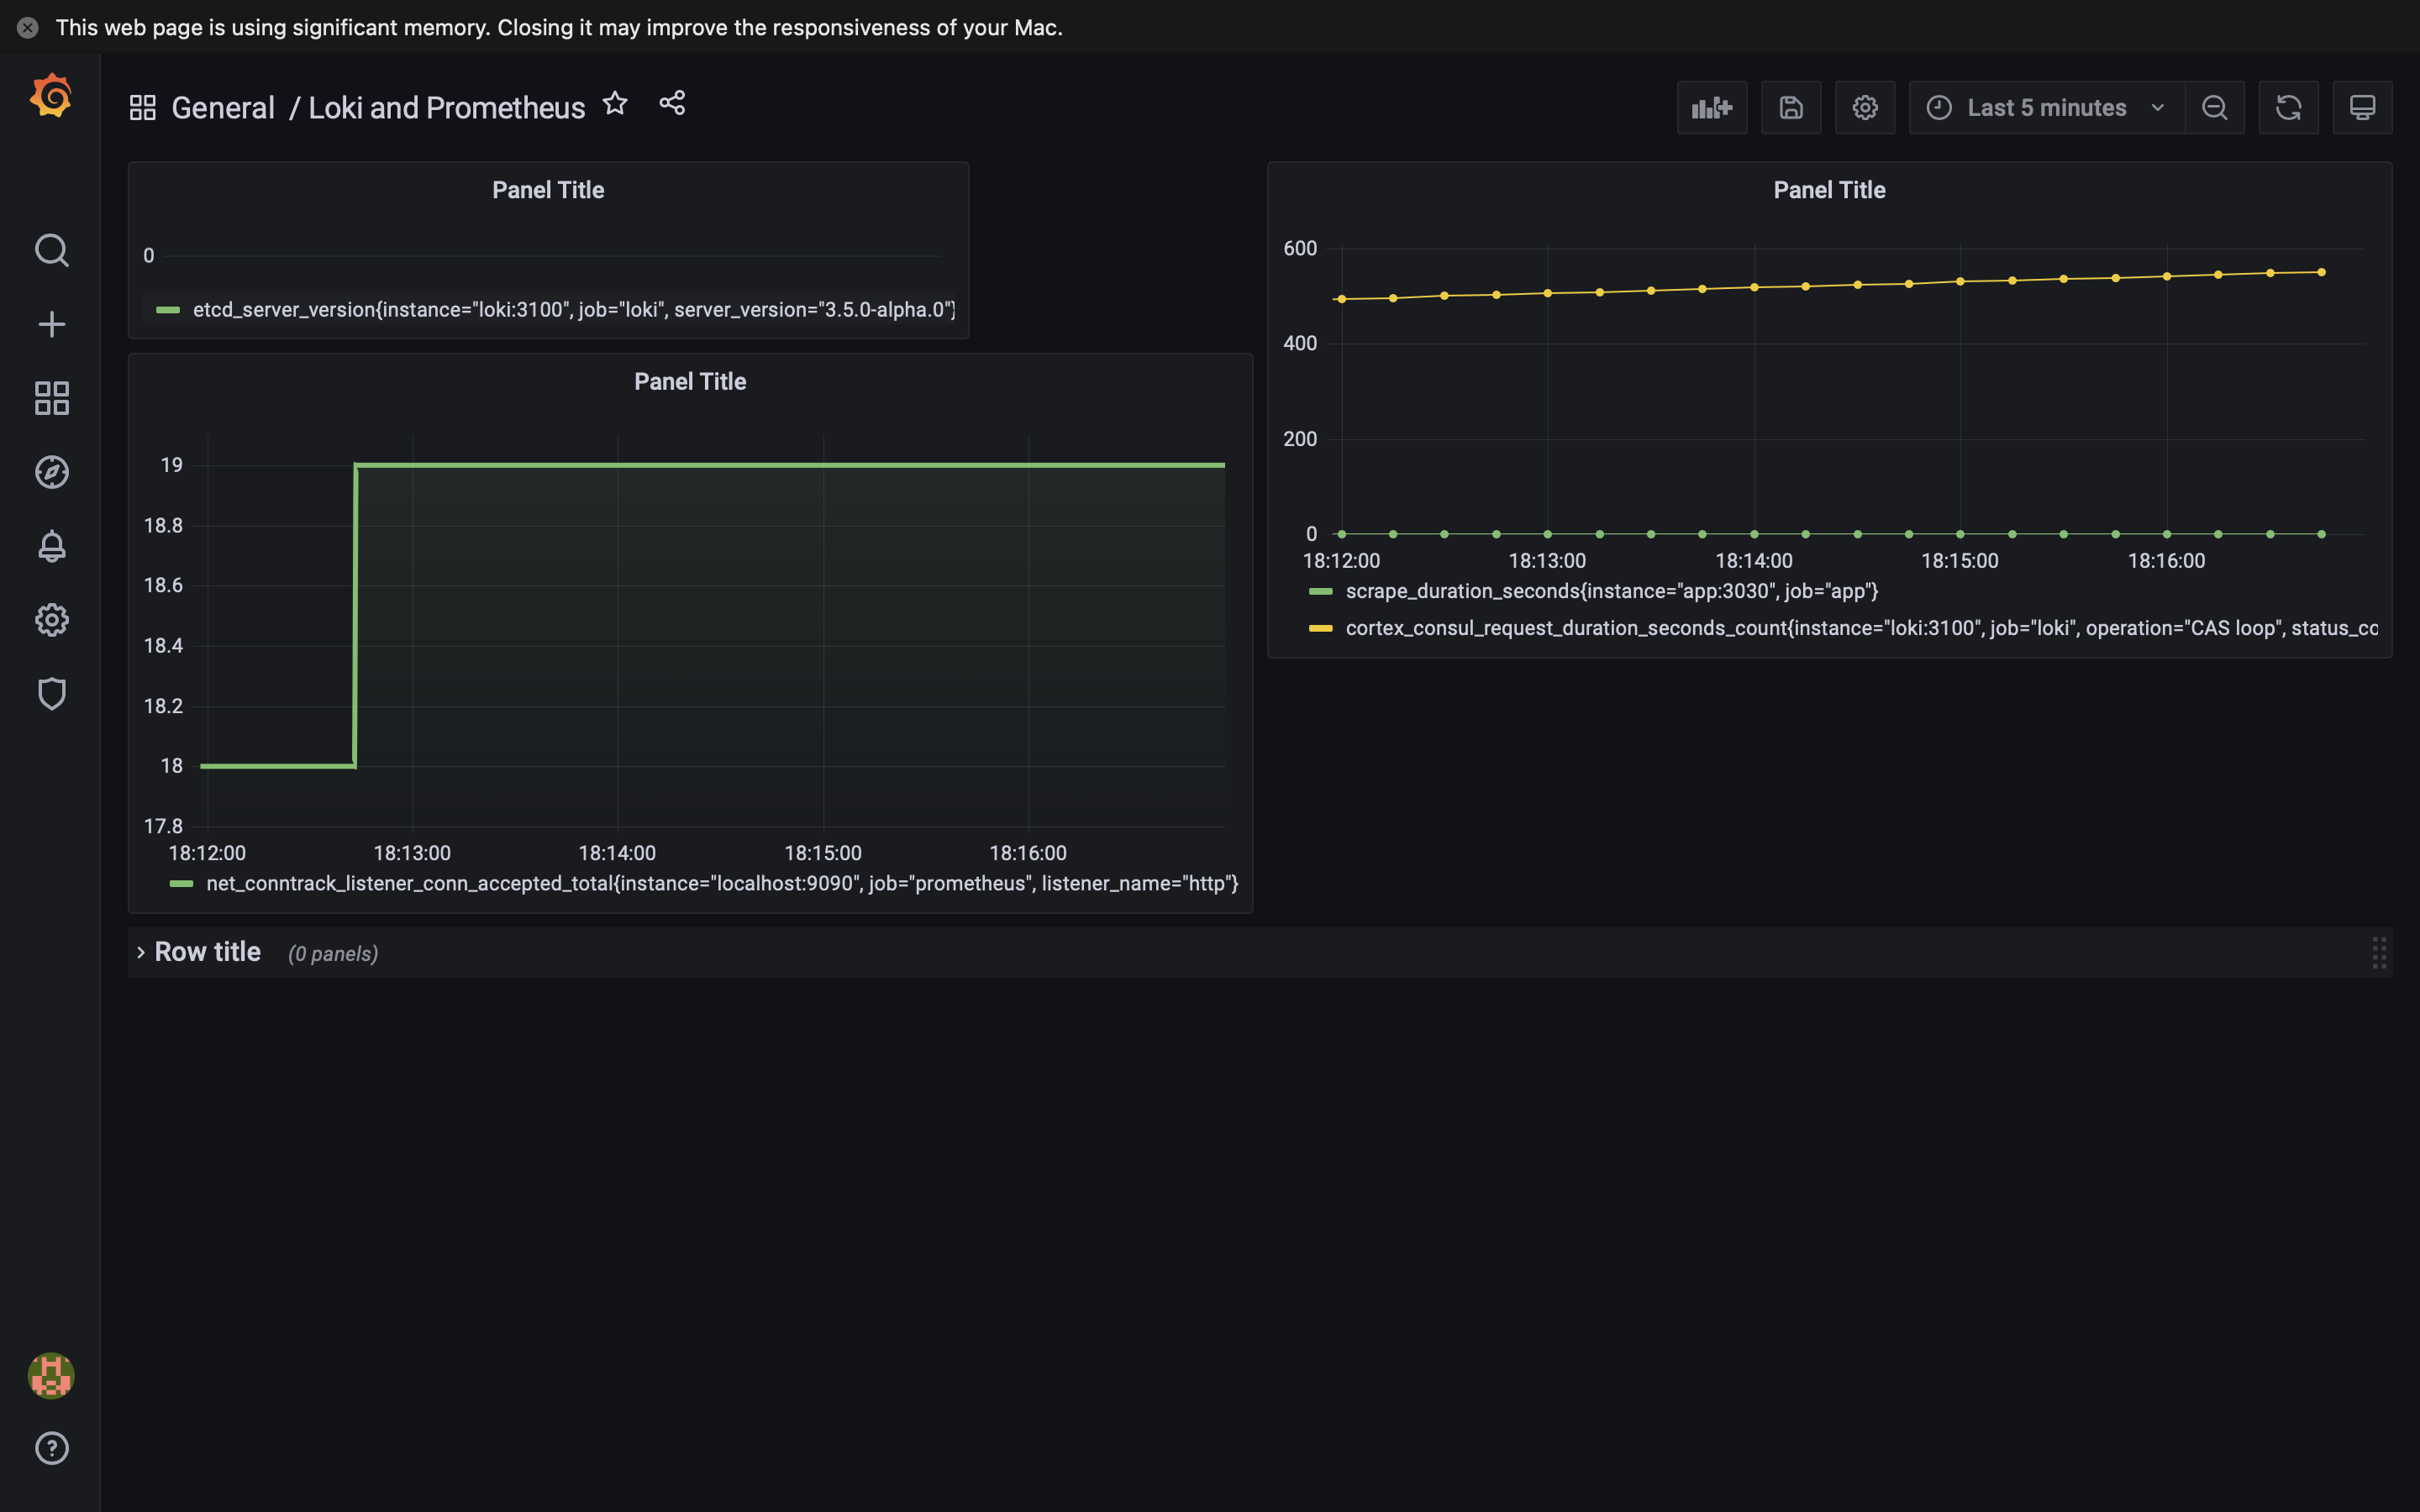 This web page is using significant memory. Closing it may improve the responsiveness of your Mac.
General / Loki and Prometheus
Last 5 minutes
Panel Title
0
etcd_server_version{instance="loki:3100", job="loki", server_version="3.5.0-alpha.0"}
Panel Title
19
18.8
18.6
18.4
18.2
18
17.8
18:12:00 18:13:00 18:14:00 18:15:00 18:16:00
net_conntrack_listener_conn_accepted_total{instance="localhost:9090", job="prometheus", listener_name="http"}
Panel Title
600
400
200
0
18:12:00 18:13:00 18:14:00 18:15:00 18:16:00
scrape_duration_seconds{instance="app:3030", job="app"}
cortex_consul_request_duration_seconds_count{instance="loki:3100", job="loki", operation="CAS loop", status_co
Row title (0 panels)